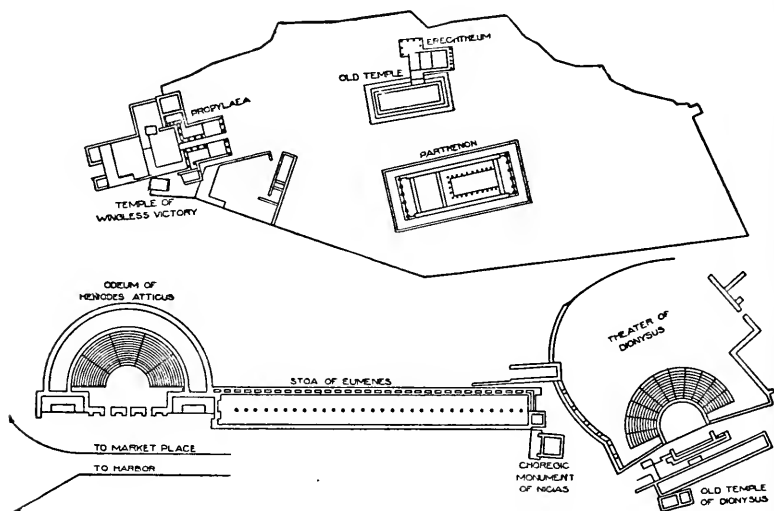 ERECHTHEUM
OLD TEMPLE
PROPYLAEA
PARTHENON
TEMPLE OF
WINGLESS VICTORY
ODEUM OF
HERODES ATTICUS
THEATER OF
DIONYSUS
STOA OF EUMENES
TO MARKET PLACE
TO HARBOR
CHOREGIC
MONUMENT
OF NICIAS
OLD TEMPLE
OF DIONYSUS